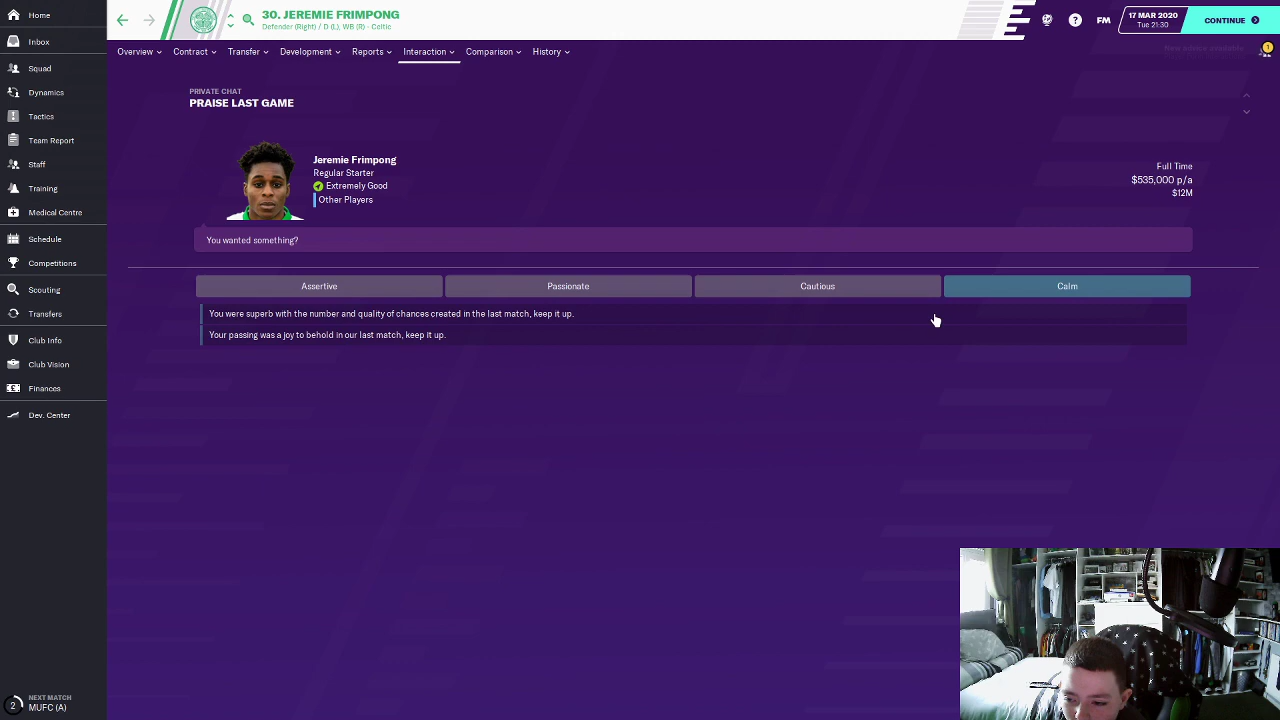 30. JEREMIE FRIMPONG
Defender (Right) / D (L), WB (R) - Celtic
FM
17 MAR 2020
Tue 21:30
CONTINUE
Overview
Contract
Transfer
Development
Reports
Interaction
Comparison
History
New advice available
1
Squad
Dynamics
Tactics
Team Report
Staff
Training
Medical Centre
Schedule
Competitions
Scouting
Transfers
Club Info
Club Vision
Finances
Dev. Center
PRIVATE CHAT
PRAISE LAST GAME
Jeremie Frimpong
Regular Starter
Extremely Good
Other Players
Full Time
$535,000 p/a
$12M
You wanted something?
Assertive
Passionate
Cautious
Calm
You were superb with the number and quality of chances created in the last match, keep it up.
Your passing was a joy to behold in our last match, keep it up.
2
NEXT MATCH
MUFC (A)